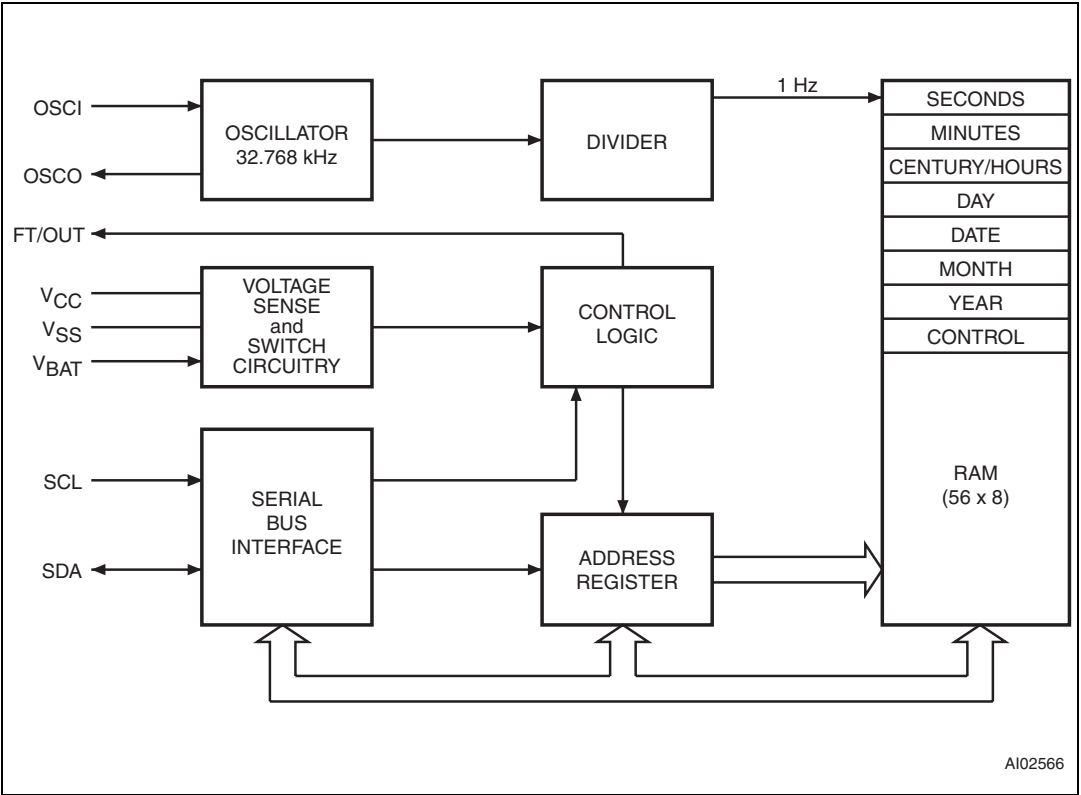 OSCI
OSCO
FT/OUT
VCC
VSS
VBAT
SCL
SDA
OSCILLATOR
32.768 kHz
DIVIDER
1 Hz
VOLTAGE
SENSE
and
SWITCH
CIRCUITRY
CONTROL
LOGIC
SERIAL
BUS
INTERFACE
ADDRESS
REGISTER
SECONDS
MINUTES
CENTURY/HOURS
DAY
DATE
MONTH
YEAR
CONTROL
RAM
(56 x 8)
AI02566